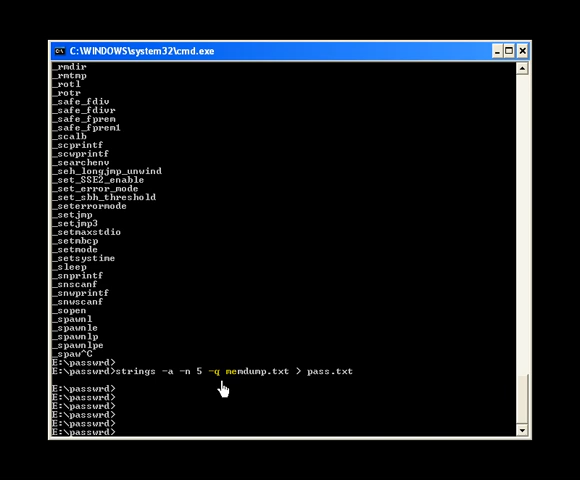 C:\WINDOWS\system32\cmd.exe
_rmdir
_rmtmp
_rotl
_rotr
_safe_fdiv
_safe_fdivr
_safe_fprem
_safe_fprem1
_scalb
_scprintf
_scwprintf
_searchenv
_seh_longjmp_unwind
_set_SSE2_enable
_set_error_mode
_set_sbh_threshold
_seterrormode
_setjmp
_setjmp3
_setmaxstdio
_setmbcp
_setmode
_setsystime
_sleep
_snprintf
_snscanf
_snwprintf
_snwscanf
_sopen
_spawnl
_spawnle
_spawnlp
_spawnlpe
_spaw^C
E:\passwrd>
E:\passwrd>strings -a -n 5 -q memdump.txt > pass.txt
E:\passwrd>
E:\passwrd>
E:\passwrd>
E:\passwrd>
E:\passwrd>
E:\passwrd>